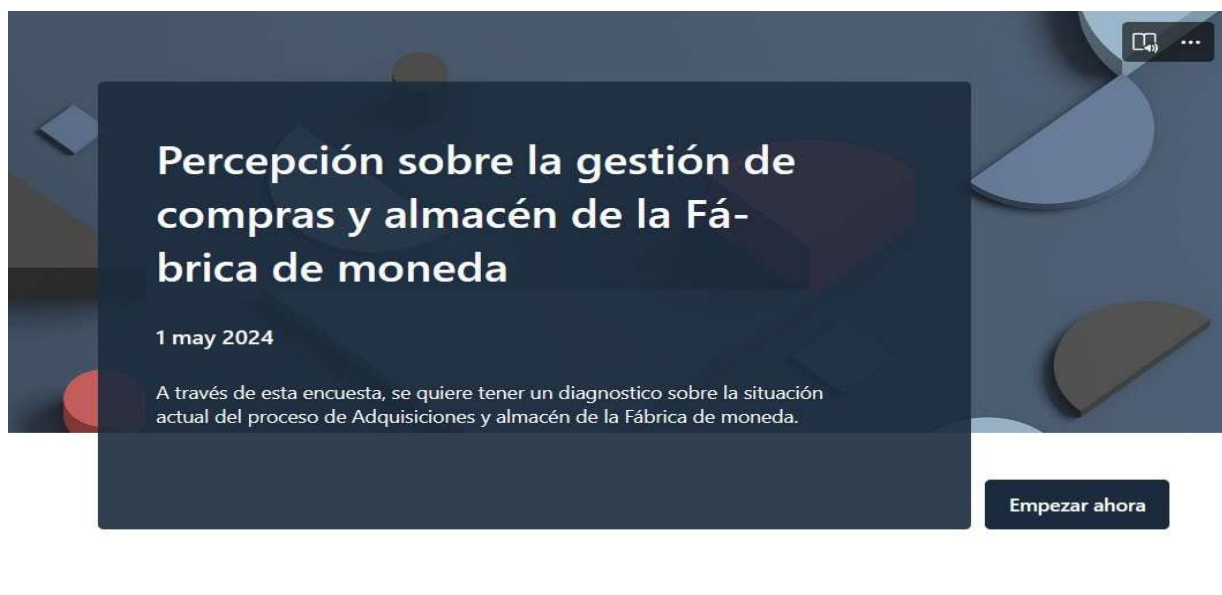 Percepción sobre la gestión de
compras y almacén de la Fá-
brica de moneda
1 may 2024
A través de esta encuesta, se quiere tener un diagnostico sobre la situación
actual del proceso de Adquisiciones y almacén de la Fábrica de moneda.
Empezar ahora